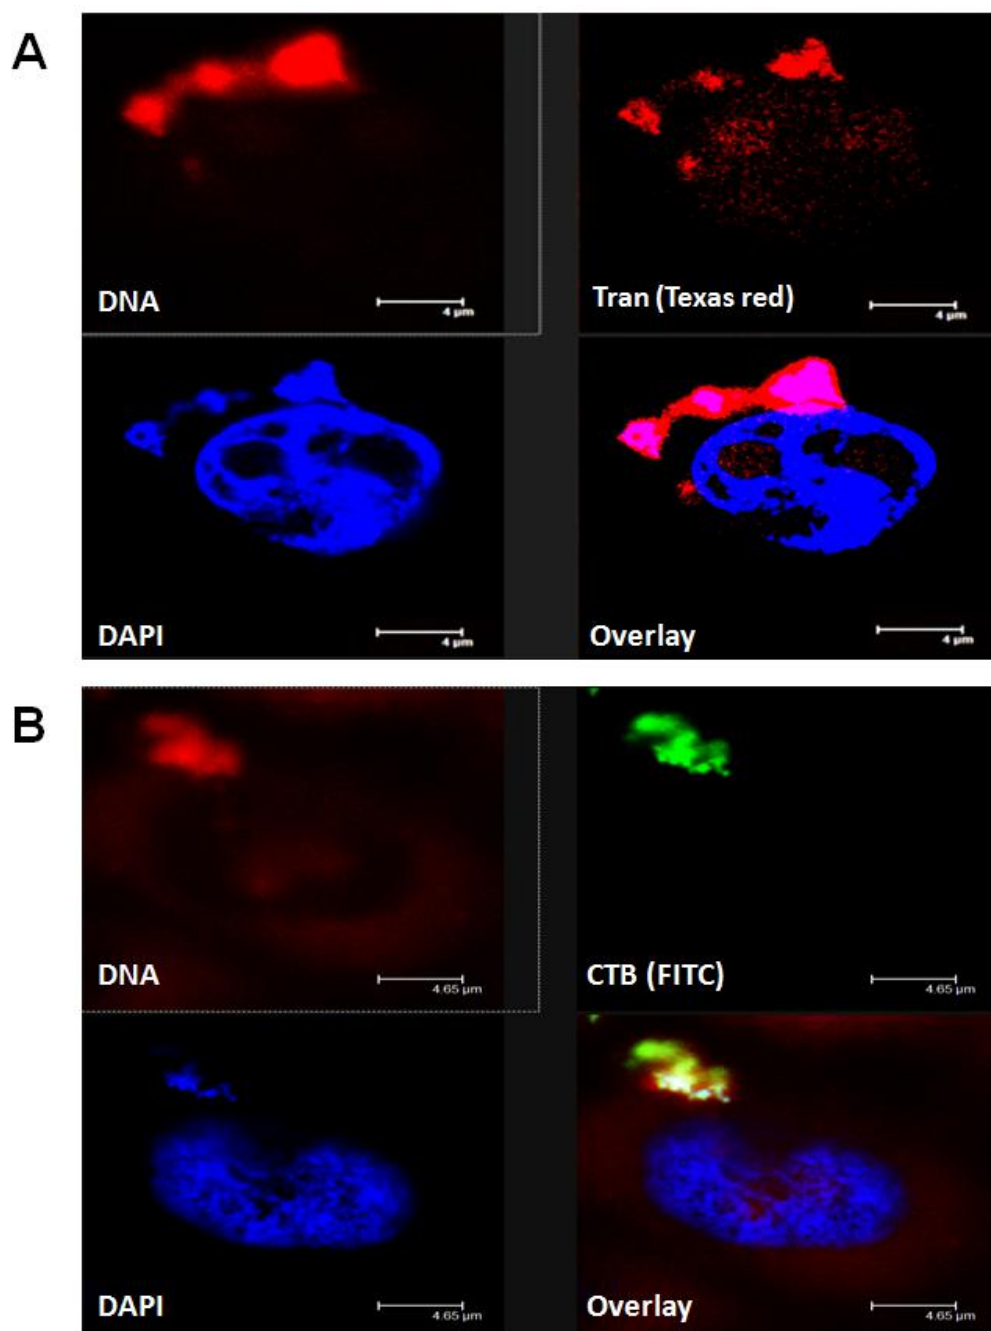 A
DNA
4 µm
Tran (Texas red)
4 µm
DAPI
4 µm
Overlay
4 µm
B
DNA
4.65 µm
CTB (FITC)
4.65 µm
DAPI
4.65 µm
Overlay
4.65 µm